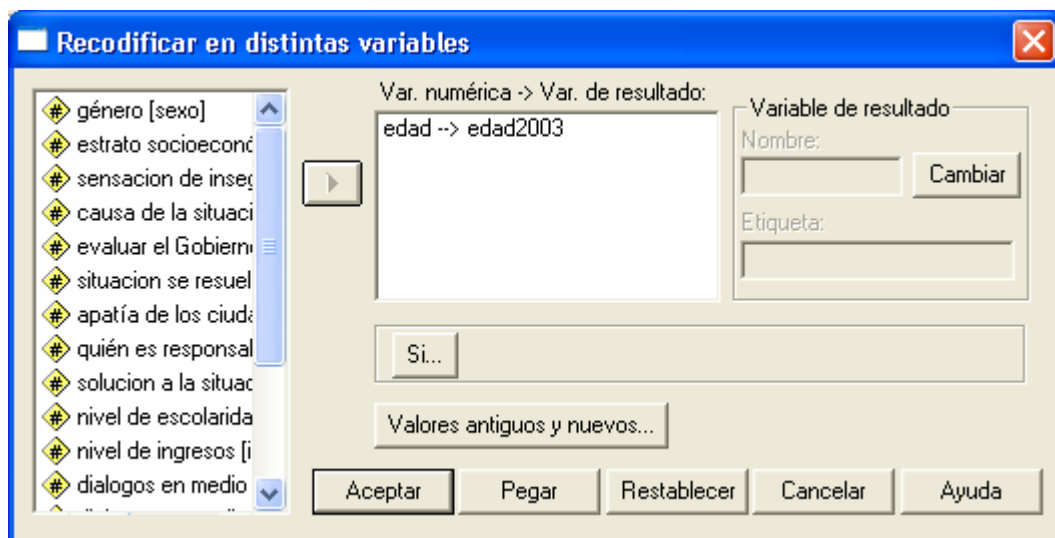 Recodificar en distintas variables
género [sexo]
estrato socioeconó
sensacion de inseg
causa de la situaci
evaluar el Gobierno
situacion se resuel
apatía de los ciuda
quién es responsal
solucion a la situac
nivel de escolarida
nivel de ingresos [i
dialogos en medio
Var. numérica -> Var. de resultado:
edad --> edad2003
Variable de resultado
Nombre:
Cambiar
Etiqueta:
Si...
Valores antiguos y nuevos...
Aceptar
Pegar
Restablecer
Cancelar
Ayuda